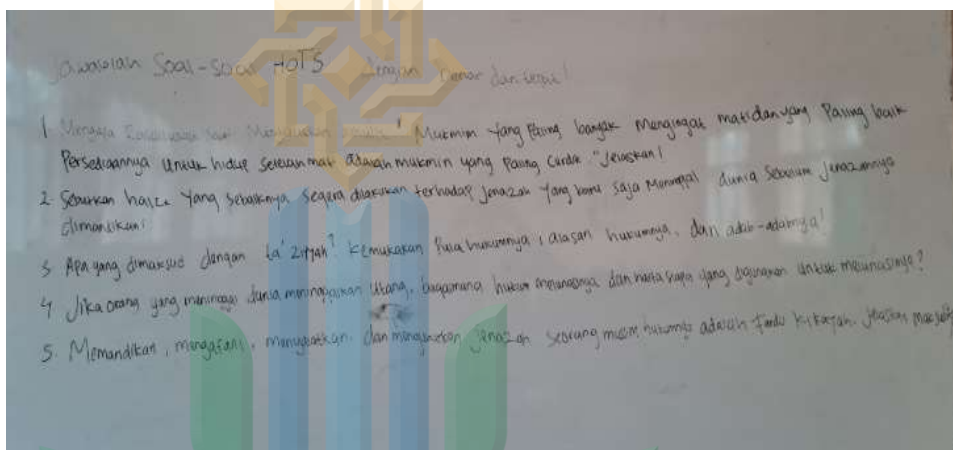 Jawablah Soal-soal HOTS dengan benar dan tepat!
1. Mengapa Rasulullah saw. Mengatakan Mukmin yang Paling banyak Mengingat mati dan yang Paling baik
Persediaannya untuk hidup setelah mati adalah mukmin yang paling cerdas." Jelaskan!
2. Sebutkan hal-hal yang sebaiknya segera dilakukan terhadap Jenazah yang baru saja Meninggal dunia sebelum Jenazahnya
dimandikan!
3. Apa yang dimaksud dengan ta'ziyah? Kemukakan Pula hukumnya, alasan hukumnya, dan adab-adabnya!
4. Jika orang yang meninggal dunia meninggalkan utang, bagaimana hukum melunasinya dan harta siapa yang digunakan untuk melunasinya?
5. Memandikan, mengafani, menyalatkan, dan menguburkan Jenazah seorang muslim hukumnya adalah fardu kifayah. Jelaskan maksudnya